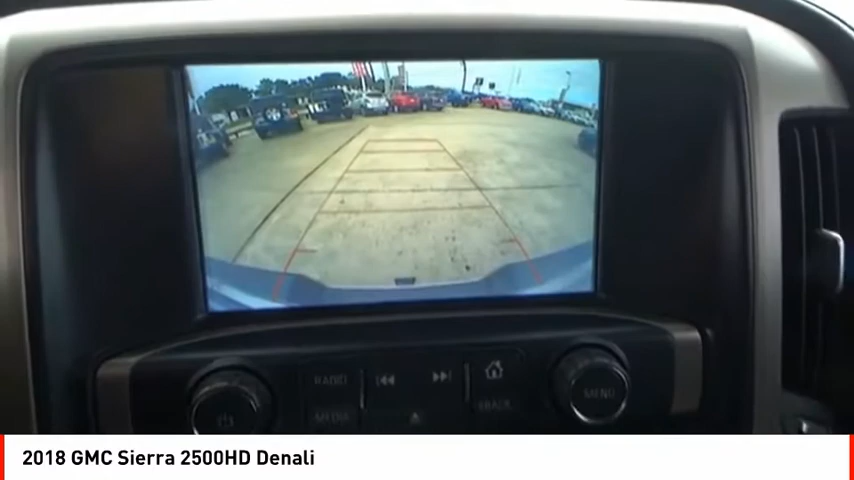 RADIO
MEDIA
BACK
MENU
2018 GMC Sierra 2500HD Denali